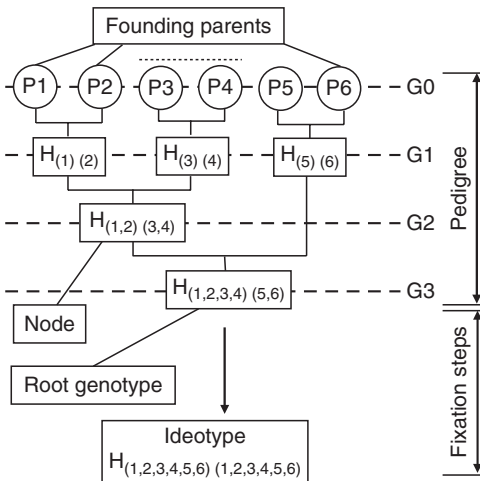 Founding parents
P1 P2 P3 P4 P5 P6 G0
H(1) (2) H(3) (4) H(5) (6) G1
H(1,2) (3,4) G2
H(1,2,3,4) (5,6) G3
Node
Root genotype
Ideotype
H(1,2,3,4,5,6) (1,2,3,4,5,6)
Pedigree
Fixation steps